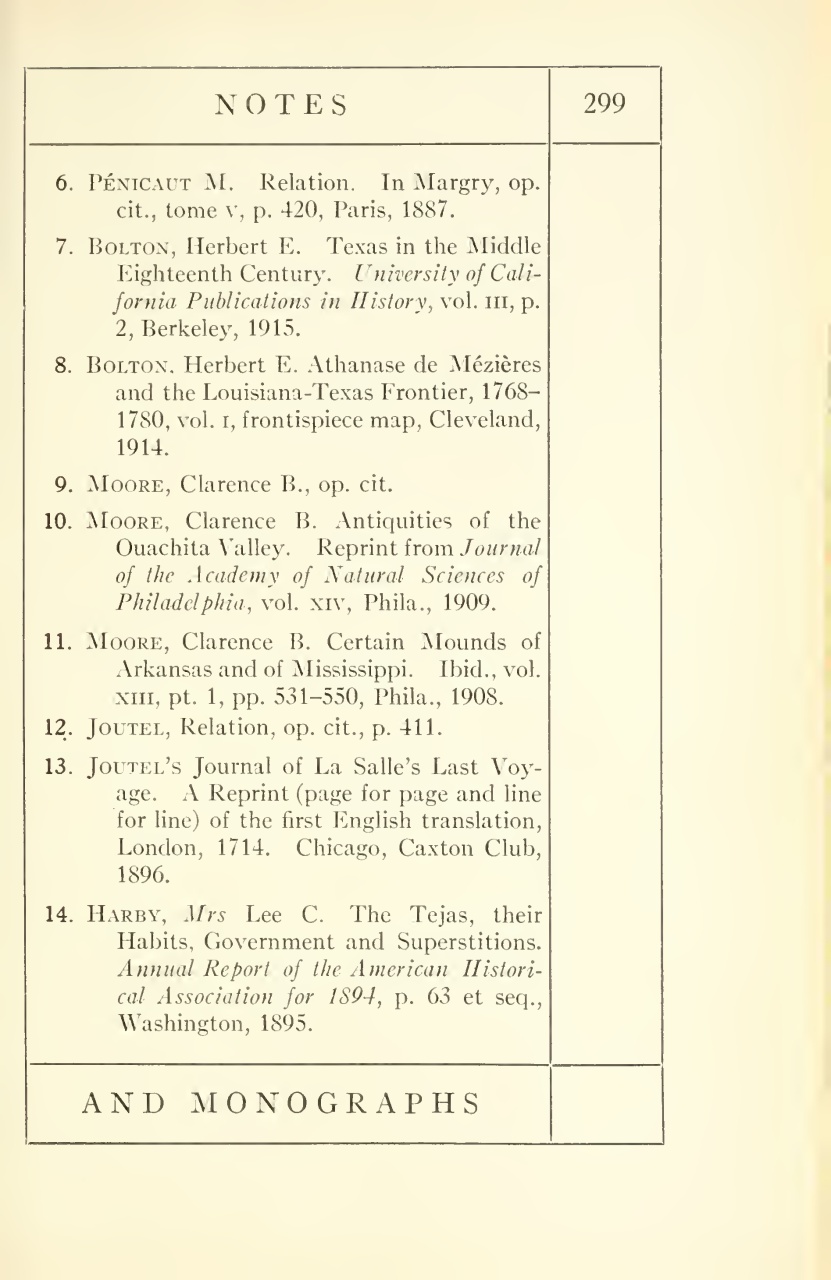 NOTES
299
6. PÉNICAUT M. Relation. In Margry, op.
cit., tome v, p. 420, Paris, 1887.
7. BOLTON, Herbert E. Texas in the Middle
Eighteenth Century. University of Cali-
fornia Publications in History, vol. III, p.
2, Berkeley, 1915.
8. BOLTON, Herbert E. Athanase de Mézières
and the Louisiana-Texas Frontier, 1768–
1780, vol. I, frontispiece map, Cleveland,
1914.
9. MOORE, Clarence B., op. cit.
10. MOORE, Clarence B. Antiquities of the
Ouachita Valley. Reprint from Journal
of the Academy of Natural Sciences of
Philadelphia, vol. XIV, Phila., 1909.
11. MOORE, Clarence B. Certain Mounds of
Arkansas and of Mississippi. Ibid., vol.
XIII, pt. 1, pp. 531–550, Phila., 1908.
12. JOUTEL, Relation, op. cit., p. 411.
13. JOUTEL'S Journal of La Salle's Last Voy-
age. A Reprint (page for page and line
for line) of the first English translation,
London, 1714. Chicago, Caxton Club,
1896.
14. HARBY, Mrs Lee C. The Tejas, their
Habits, Government and Superstitions.
Annual Report of the American Histori-
cal Association for 1894, p. 63 et seq.,
Washington, 1895.
AND MONOGRAPHS